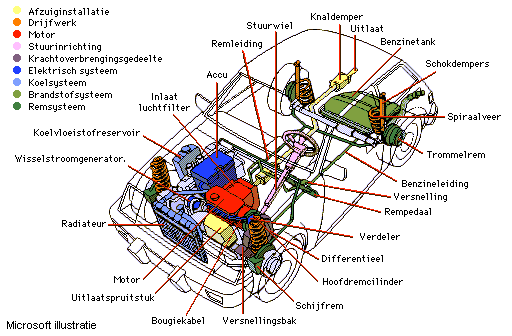 Afzuiginstallatie
Drijfwerk
Motor
Stuurinrichting
Krachtoverbrengingsgedeelte
Elektrisch systeem
Koelsysteem
Brandstofsysteem
Remsysteem
Knaldemper
Uitlaat
Stuurwiel
Remleiding
Benzinetank
Schokdempers
Accu
Inlaat
luchtfilter
Koelvloeistofreservoir
Wisselstroomgenerator.
Spiraalveer
Trommelrem
Benzineleiding
Versnelling
Rempedaal
Radiateur
Verdeler
Differentieel
Hoofdremcilinder
Motor
Uitlaatspruitstuk
Schijfrem
Bougiekabel
Versnellingsbak
Microsoft illustratie